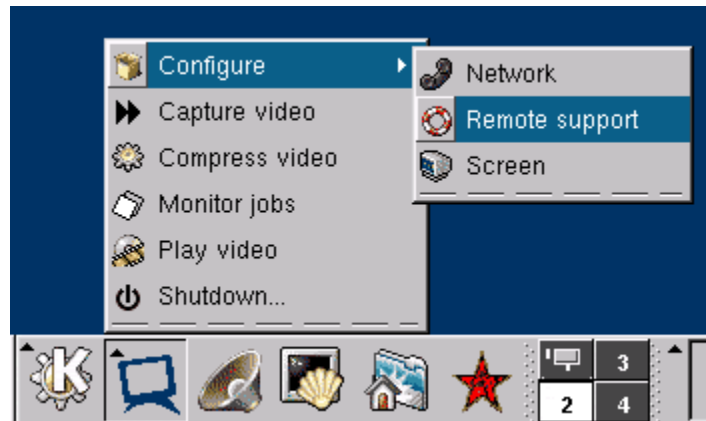 Configure
Capture video
Compress video
Monitor jobs
Play video
Shutdown...
Network
Remote support
Screen
K
3
2
4